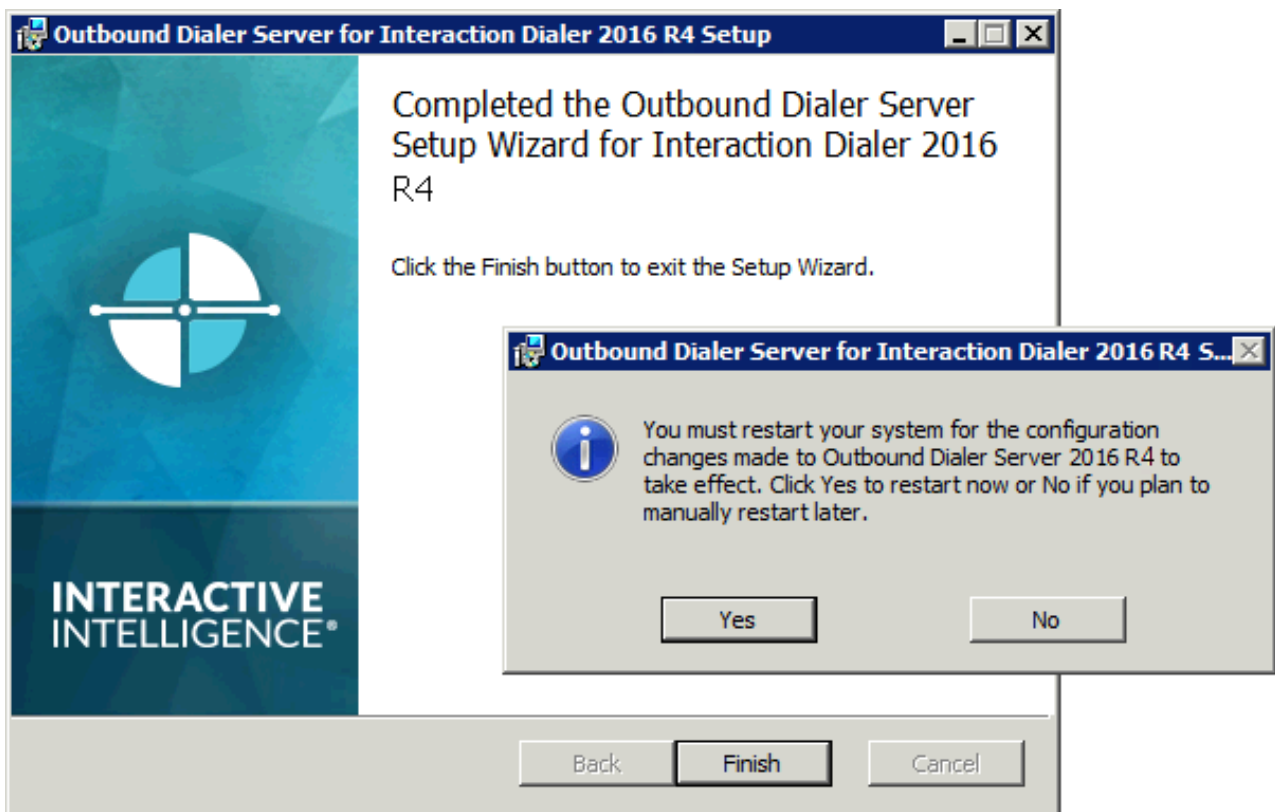 Outbound Dialer Server for Interaction Dialer 2016 R4 Setup
Completed the Outbound Dialer Server
Setup Wizard for Interaction Dialer 2016
R4
Click the Finish button to exit the Setup Wizard.
Outbound Dialer Server for Interaction Dialer 2016 R4 S...
You must restart your system for the configuration
changes made to Outbound Dialer Server 2016 R4 to
take effect. Click Yes to restart now or No if you plan to
manually restart later.
Yes
No
INTERACTIVE
INTELLIGENCE®
Back
Finish
Cancel